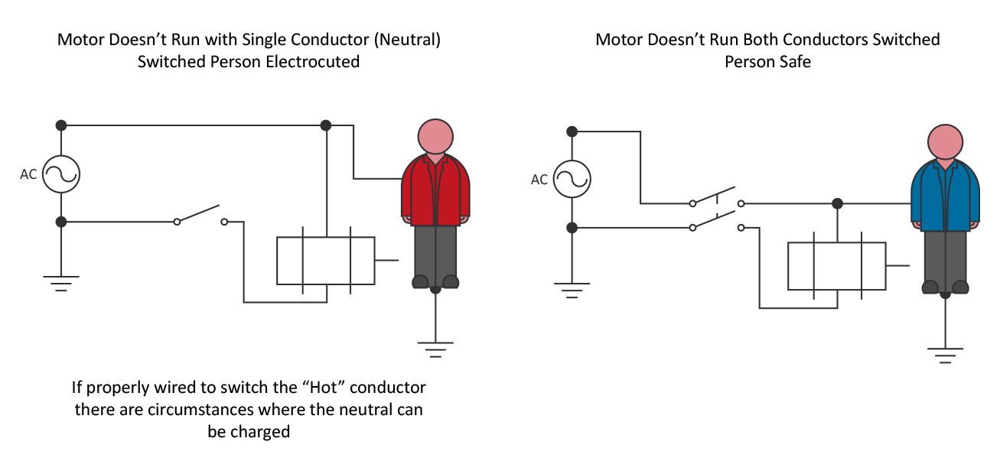 Motor Doesn’t Run with Single Conductor (Neutral)
Switched Person Electrocuted
AC
If properly wired to switch the “Hot” conductor
there are circumstances where the neutral can
be charged
Motor Doesn’t Run Both Conductors Switched
Person Safe
AC